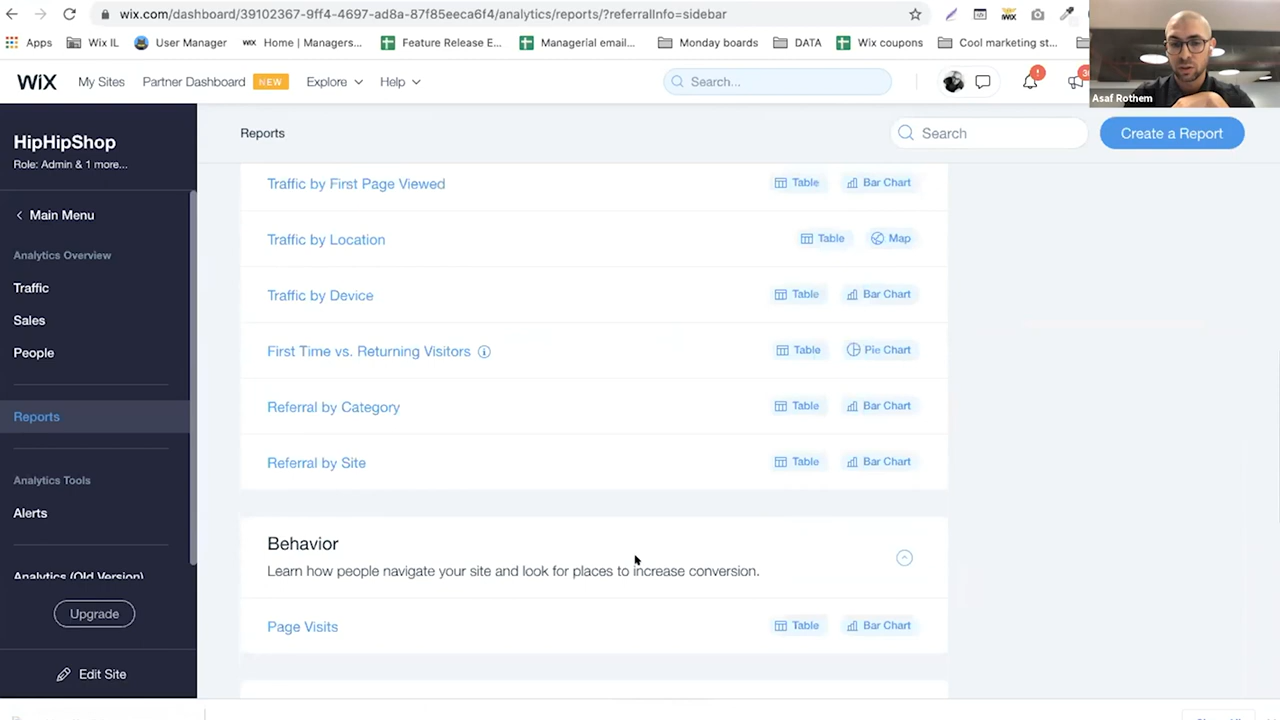 wix.com/dashboard/39102367-9ff4-4697-ad8a-87f85eeca6f4/analytics/reports/?referralInfo=sidebar
Apps Wix IL User Manager WIX Home | Managers... Feature Release E... Managerial email... Monday boards DATA Wix coupons Cool marketing st...
WiX My Sites Partner Dashboard NEW Explore Help Search...
Asaf Rothem
HipHipShop
Role: Admin & 1 more...
Main Menu
Analytics Overview
Traffic
Sales
People
Reports
Analytics Tools
Alerts
Analytics (Old Version)
Upgrade
Edit Site
Reports Search Create a Report
Traffic by First Page Viewed Table Bar Chart
Traffic by Location Table Map
Traffic by Device Table Bar Chart
First Time vs. Returning Visitors Table Pie Chart
Referral by Category Table Bar Chart
Referral by Site Table Bar Chart
Behavior
Learn how people navigate your site and look for places to increase conversion.
Page Visits Table Bar Chart